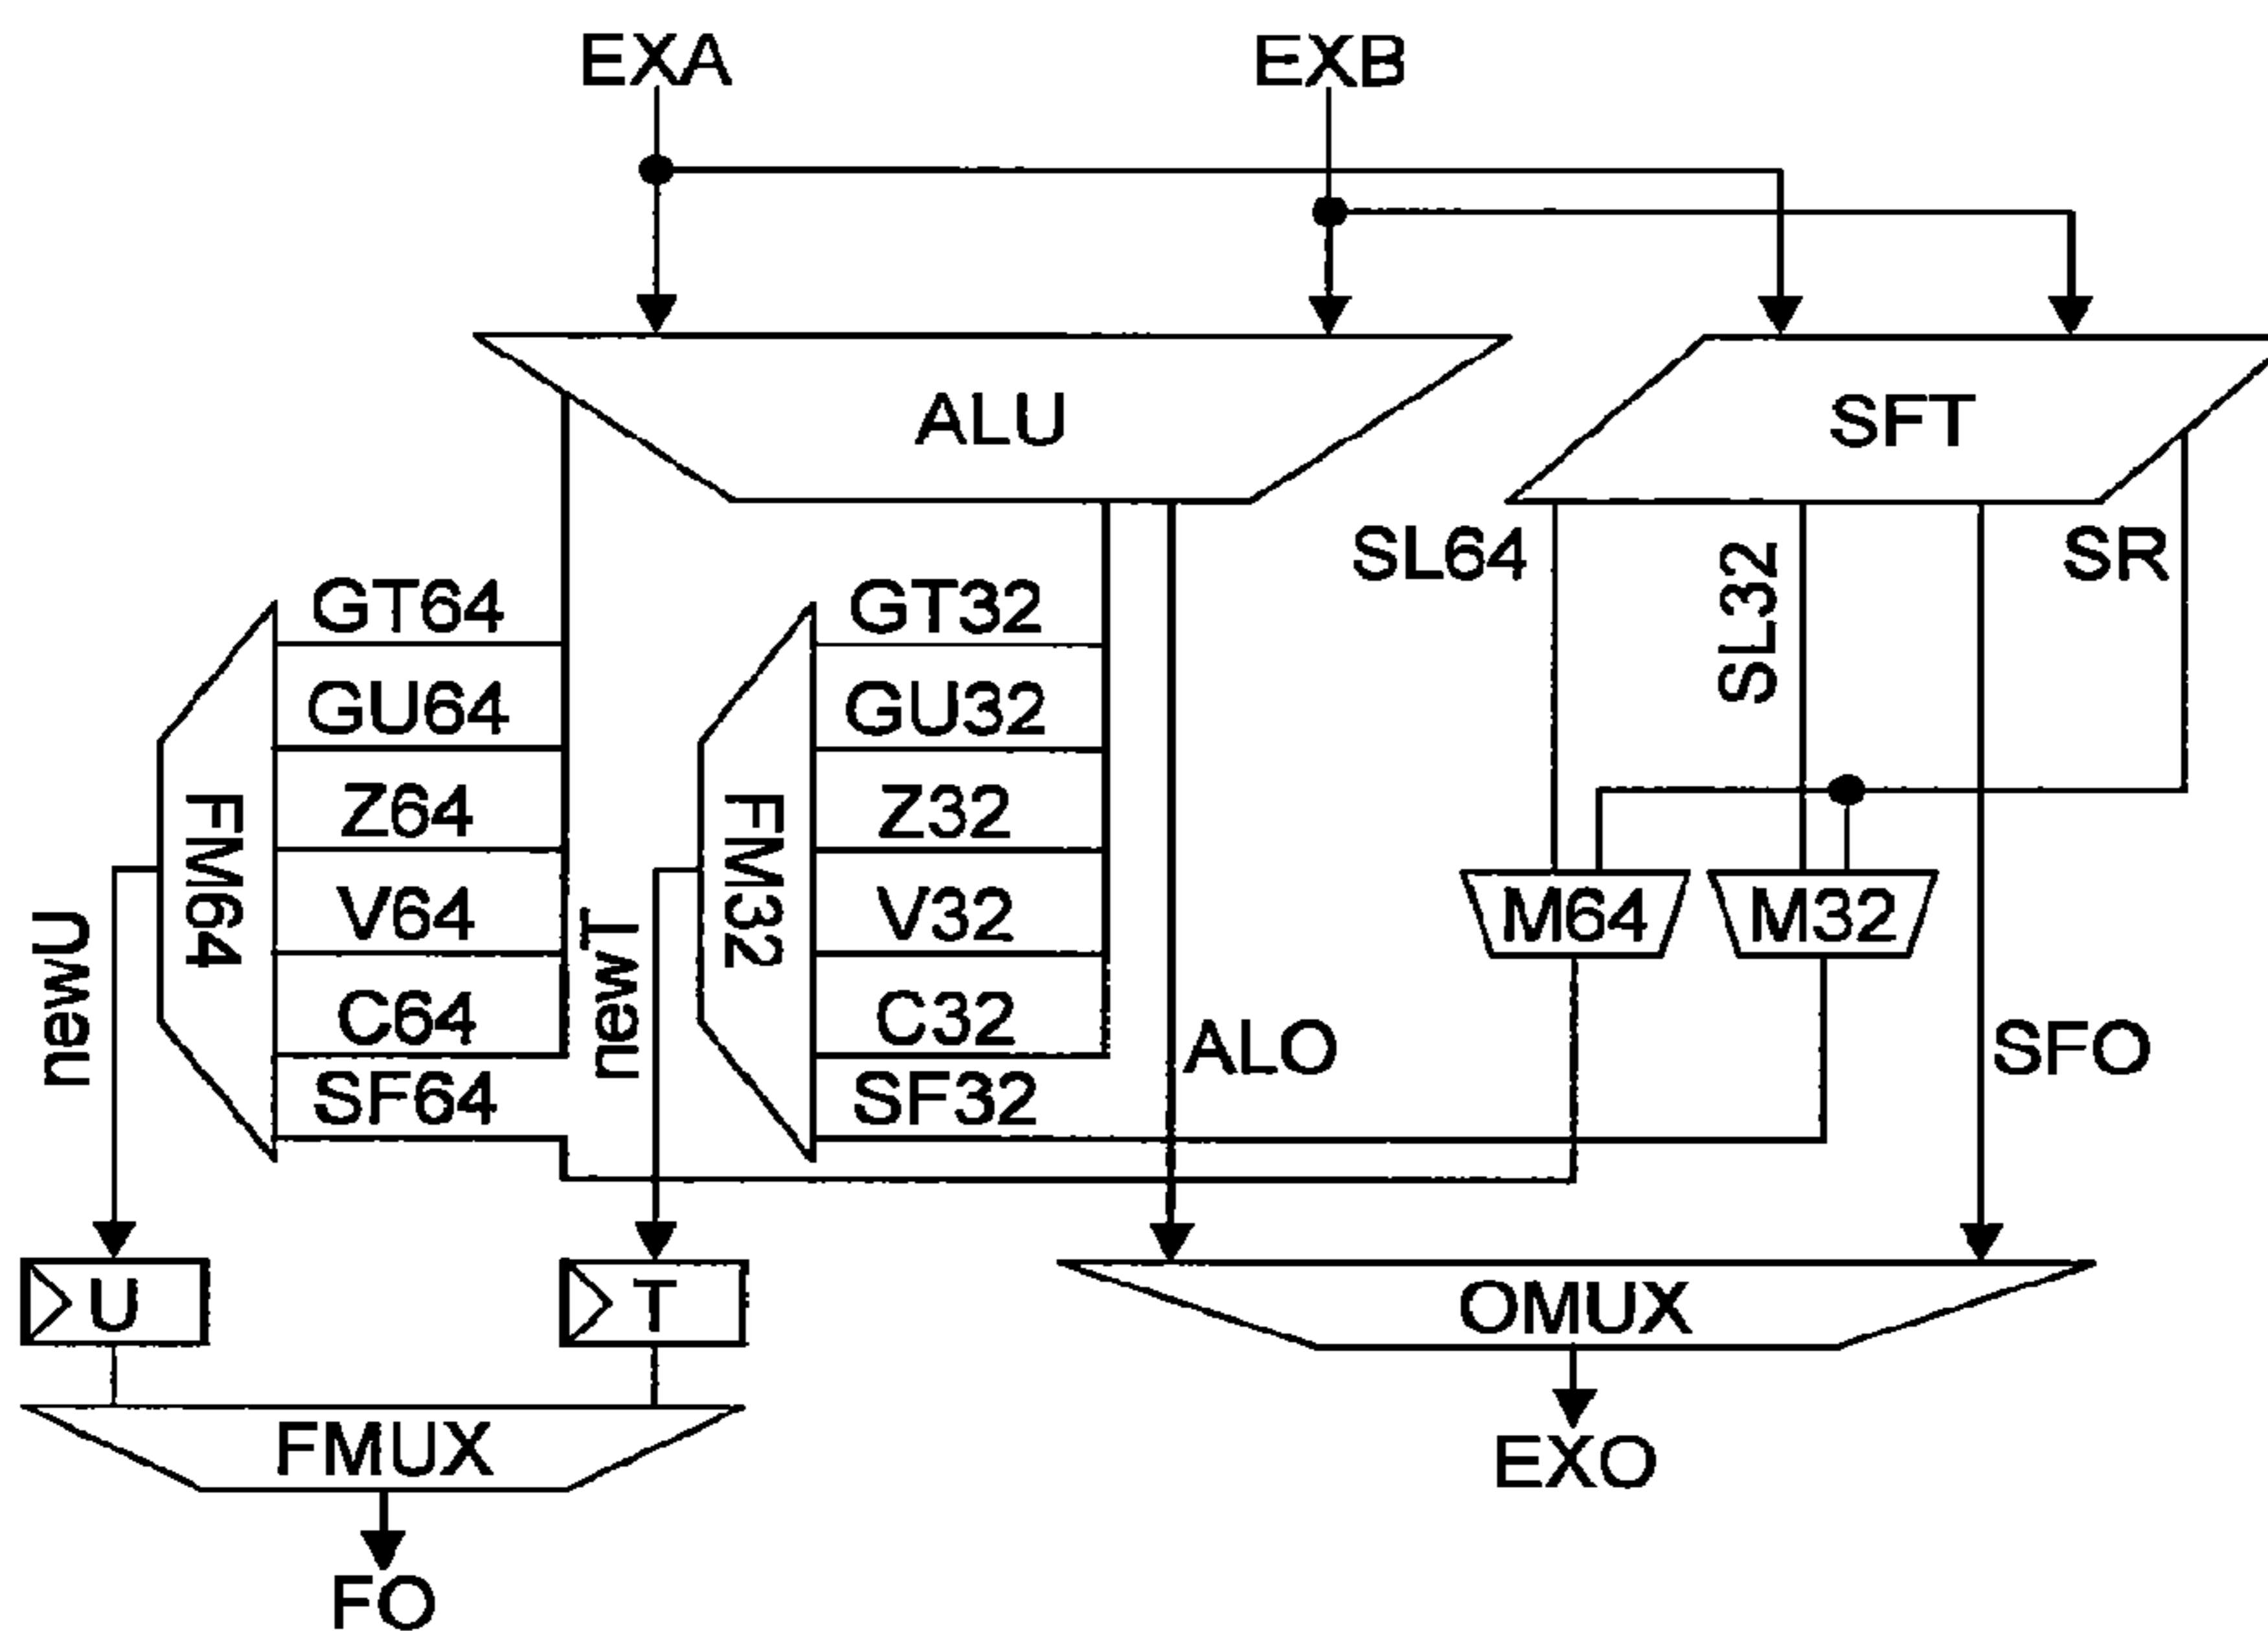 EXA
EXB
ALU
SFT
SL64
SL32
SR
GT64
GT32
GU64
GU32
Z64
Z32
FM64
FM32
V64
V32
M64
M32
newU
newT
C64
C32
ALO
SFO
SF64
SF32
U
T
OMUX
FMUX
EXO
FO